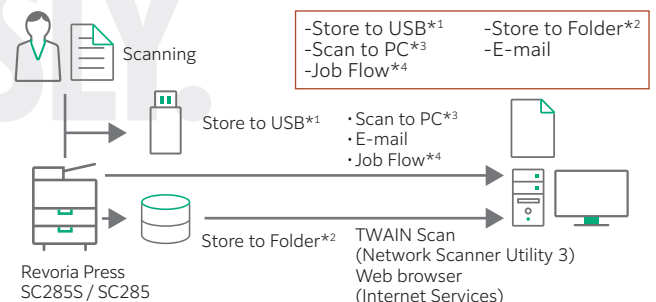 SLY.
Scanning
-Store to USB*1 -Store to Folder*2
-Scan to PC*3 -E-mail
-Job Flow*4
Store to USB*1
・Scan to PC*3
・E-mail
・Job Flow*4
Store to Folder*2
TWAIN Scan
(Network Scanner Utility 3)
Web browser
(Internet Services)
Revoria Press
SC285S / SC285